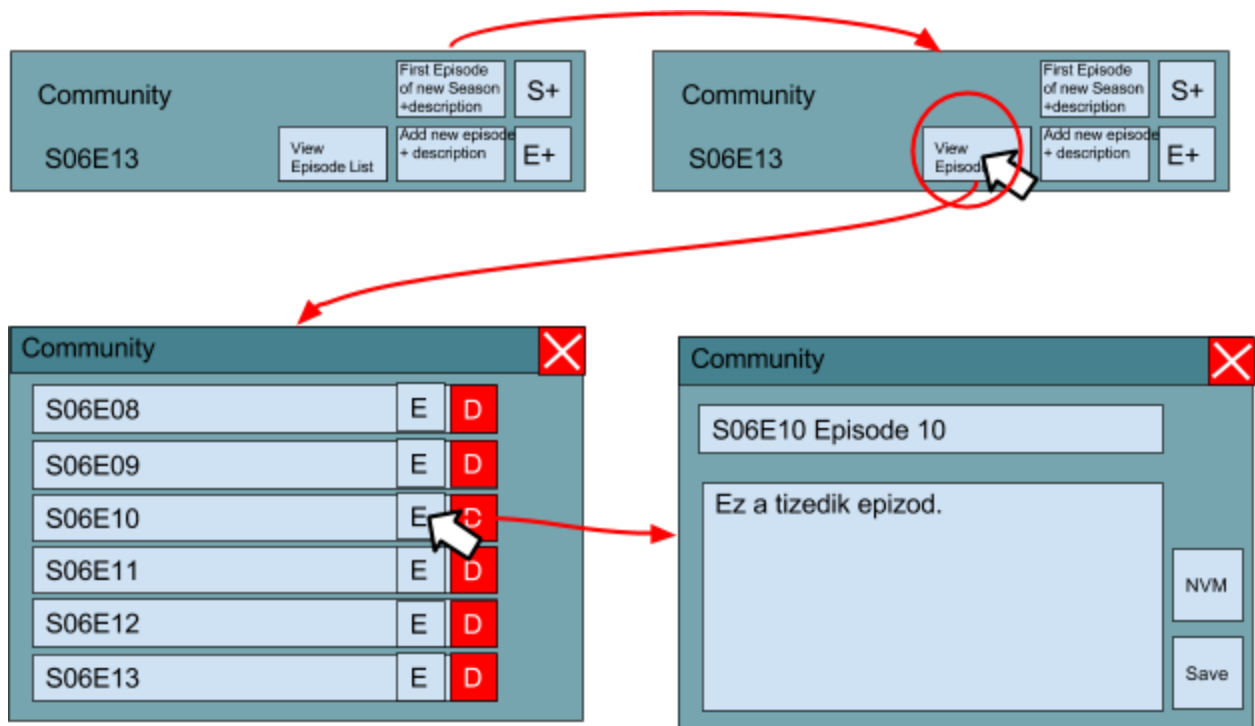 Community
First Episode
of new Season
+description
S+
S06E13
View
Episode List
Add new episode
+ description
E+
Community
First Episode
of new Season
+description
S+
S06E13
View
Add new episode
+ description
E+
Community
S06E08 E D
S06E09 E D
S06E10 E
S06E11 E D
S06E12 E D
S06E13 E D
Community
S06E10 Episode 10
Ez a tizedik epizod.
NVM
Save